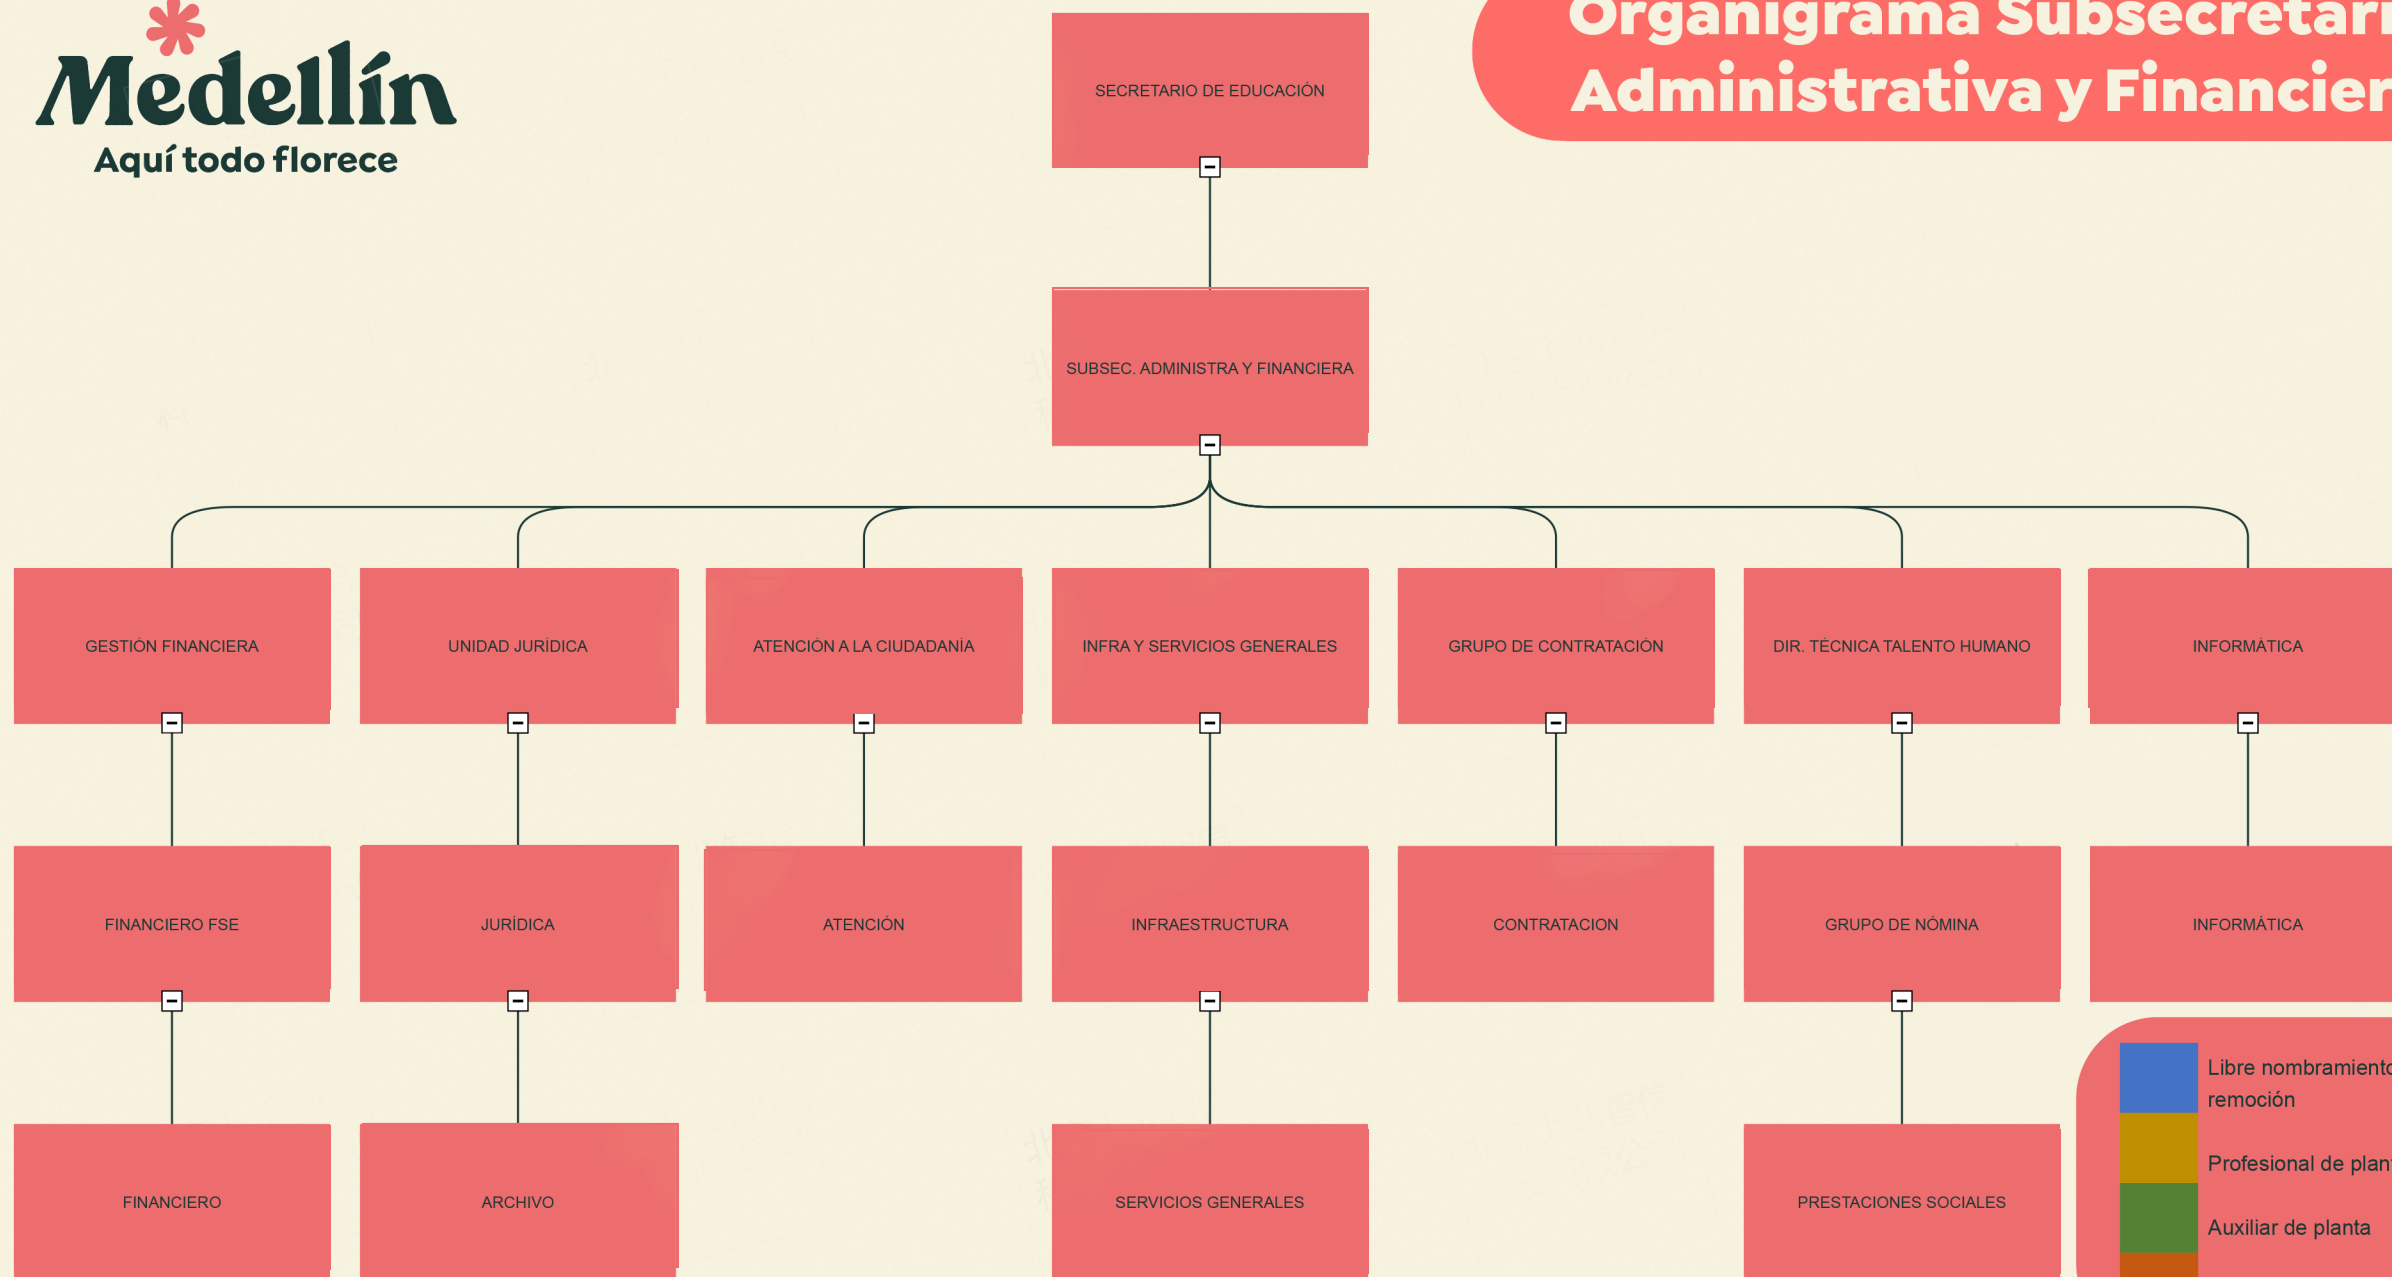 Medellín
Aquí todo florece
Organigrama Subsecretarí
Administrativa y Financier
SECRETARIO DE EDUCACIÓN
SUBSEC. ADMINISTRA Y FINANCIERA
GESTIÓN FINANCIERA
UNIDAD JURÍDICA
ATENCIÓN A LA CIUDADANÍA
INFRA Y SERVICIOS GENERALES
GRUPO DE CONTRATACIÓN
DIR. TÉCNICA TALENTO HUMANO
INFORMÁTICA
FINANCIERO FSE
JURÍDICA
ATENCIÓN
INFRAESTRUCTURA
CONTRATACION
GRUPO DE NÓMINA
INFORMÁTICA
FINANCIERO
ARCHIVO
SERVICIOS GENERALES
PRESTACIONES SOCIALES
Libre nombramiento
remoción
Profesional de plan
Auxiliar de planta